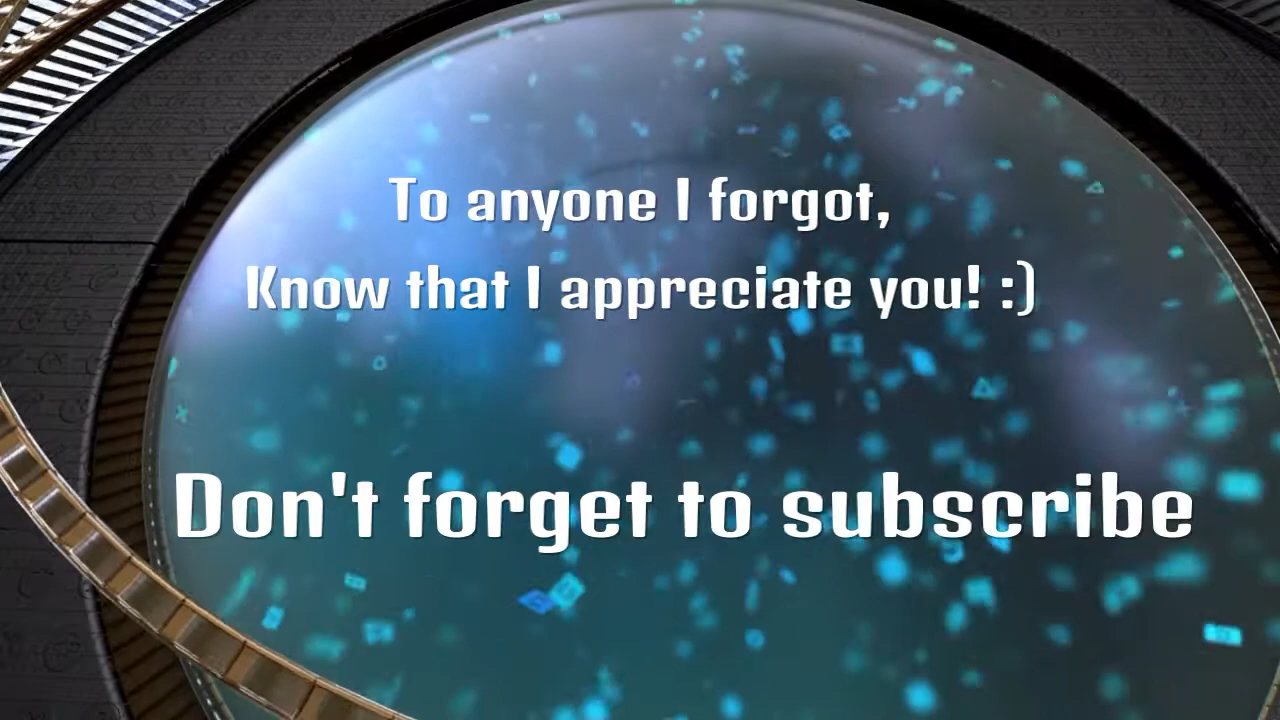 To anyone I forgot,
Know that I appreciate you! :)
Don't forget to subscribe